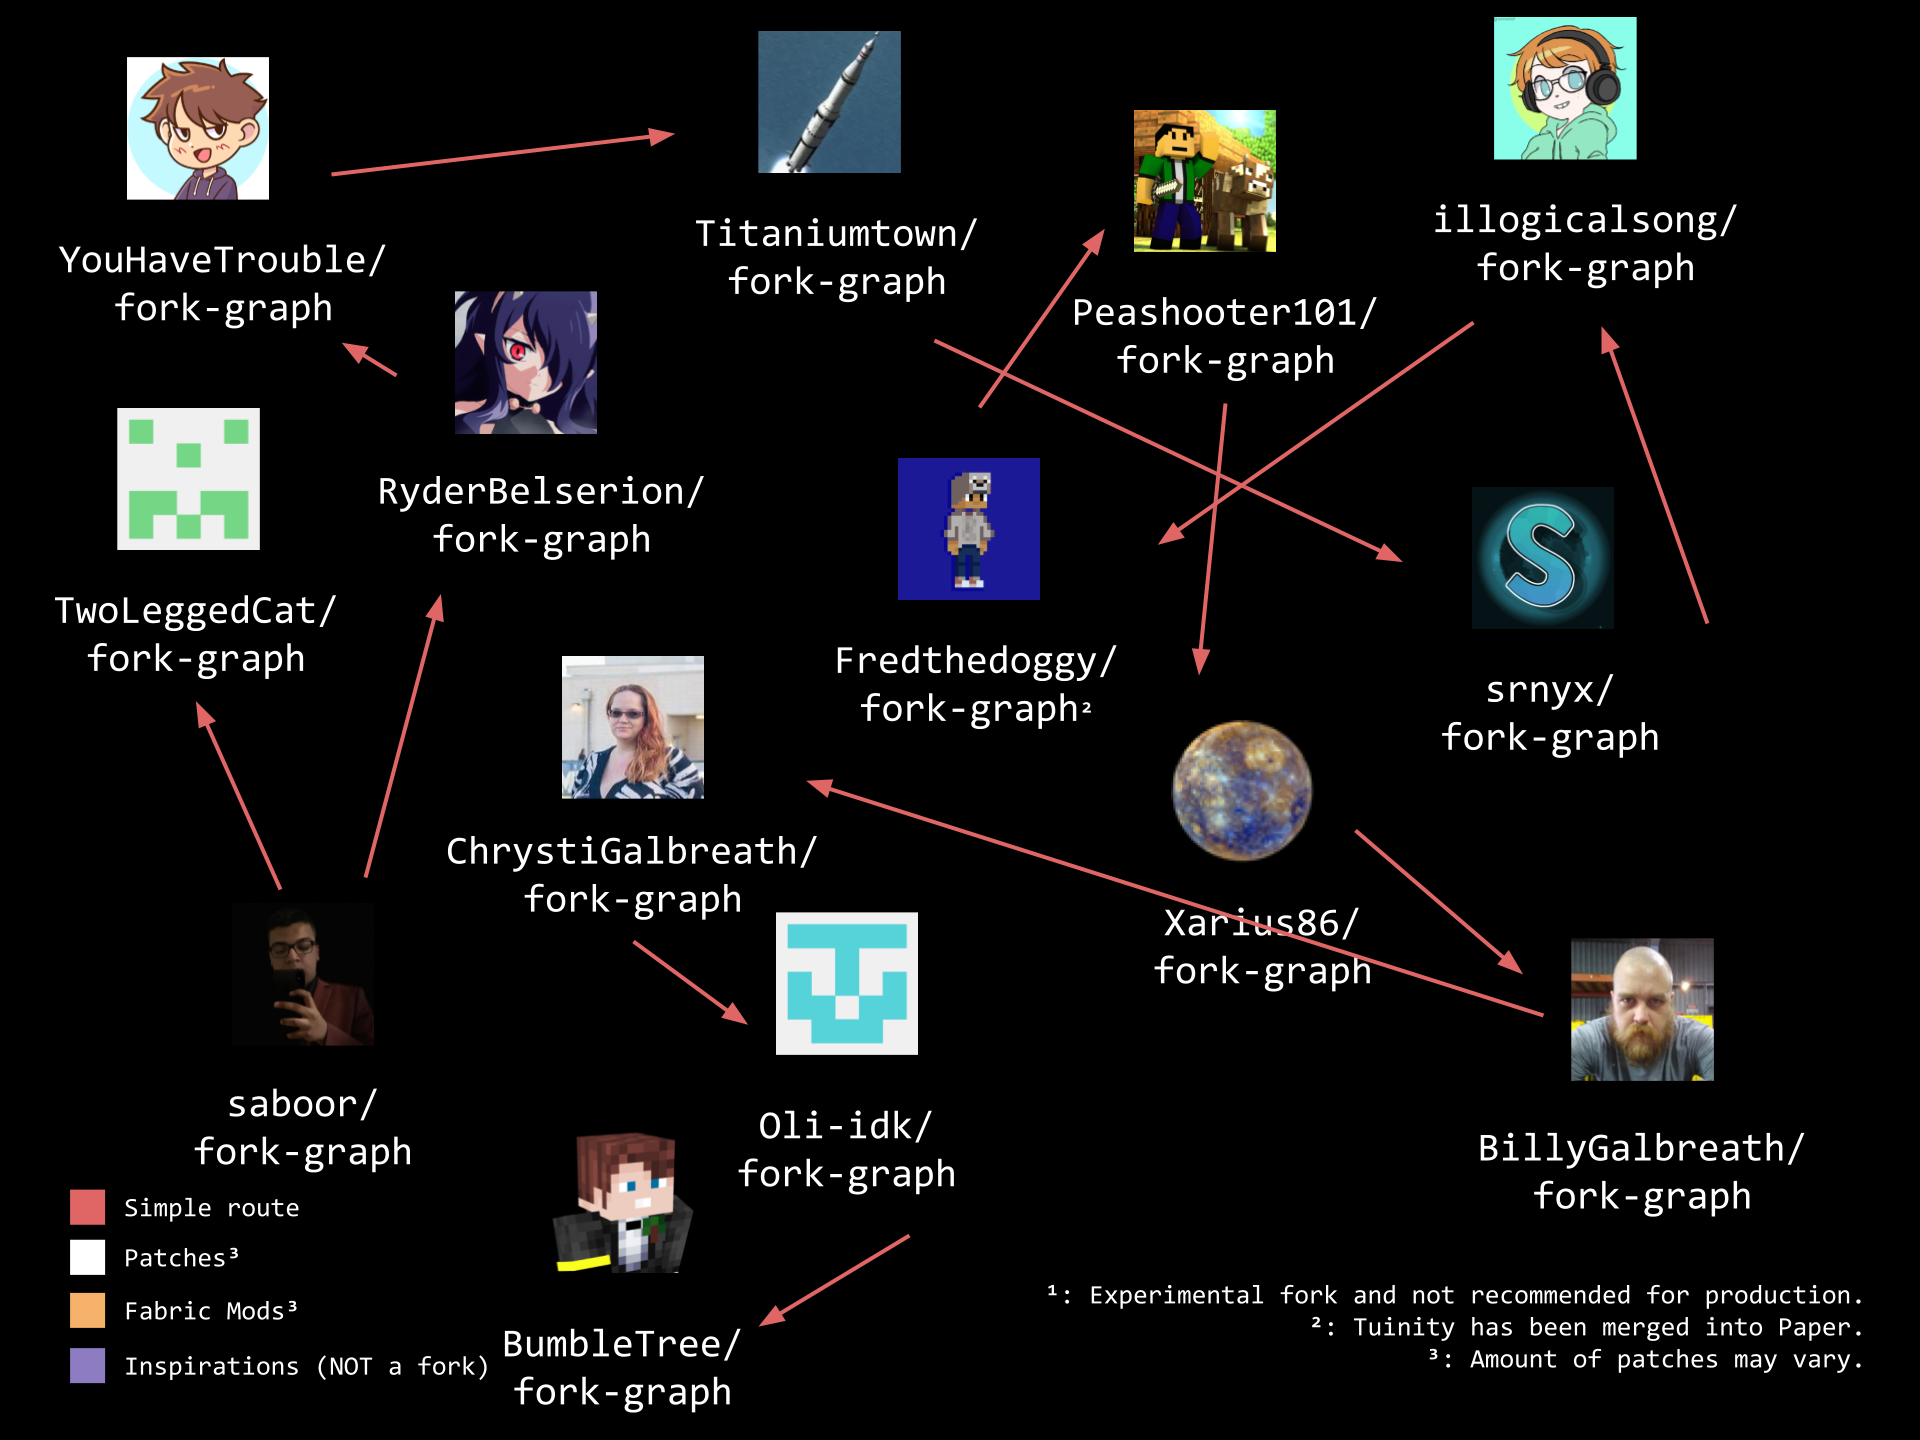 YouHaveTrouble/
fork-graph
Titaniumtown/
fork-graph
Peashooter101/
fork-graph
illogicalsong/
fork-graph
TwoLeggedCat/
fork-graph
RyderBelserion/
fork-graph
Fredthedoggy/
fork-graph²
srnyx/
fork-graph
ChrystiGalbreath/
fork-graph
Xarius86/
fork-graph
saboor/
fork-graph
Oli-idk/
fork-graph
BillyGalbreath/
fork-graph
BumbleTree/
fork-graph
Simple route
Patches³
Fabric Mods³
Inspirations (NOT a fork)
¹: Experimental fork and not recommended for production.
²: Tuinity has been merged into Paper.
³: Amount of patches may vary.